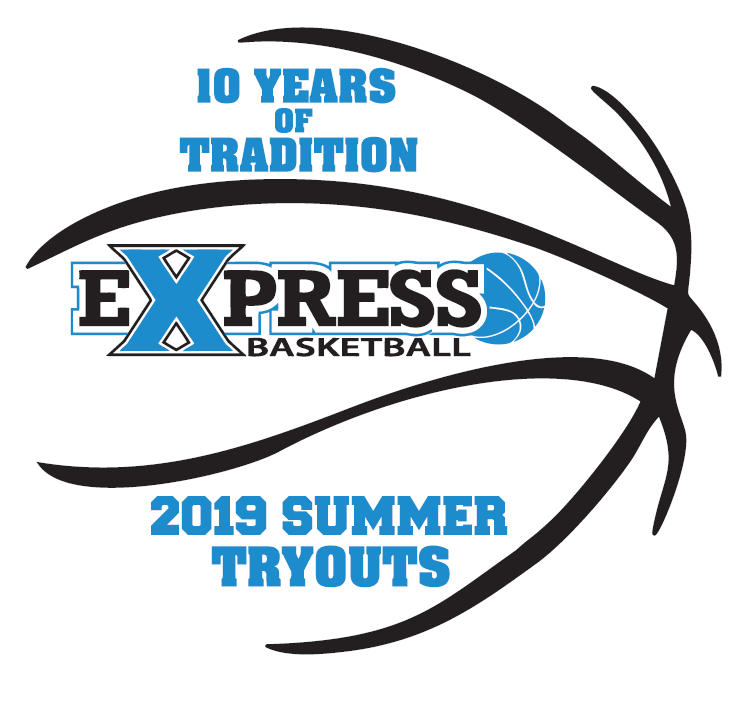 10 YEARS
OF
TRADITION
EXPRESS
BASKETBALL
2019 SUMMER
TRYOUTS